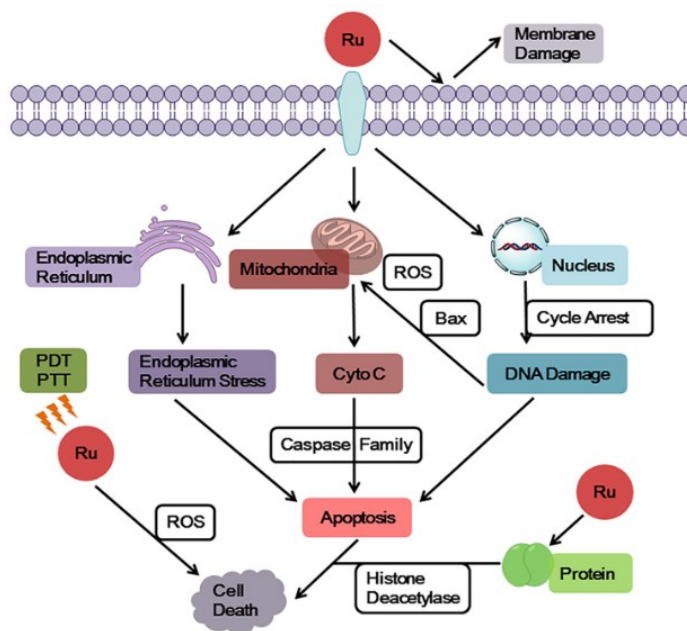 Ru
Membrane
Damage
Endoplasmic
Reticulum
Mitochondria
ROS
Nucleus
Bax
Cycle Arrest
PDT
PTT
Endoplasmic
Reticulum Stress
Cyto C
DNA Damage
Ru
Caspase Family
Ru
ROS
Apoptosis
Protein
Cell
Death
Histone
Deacetylase